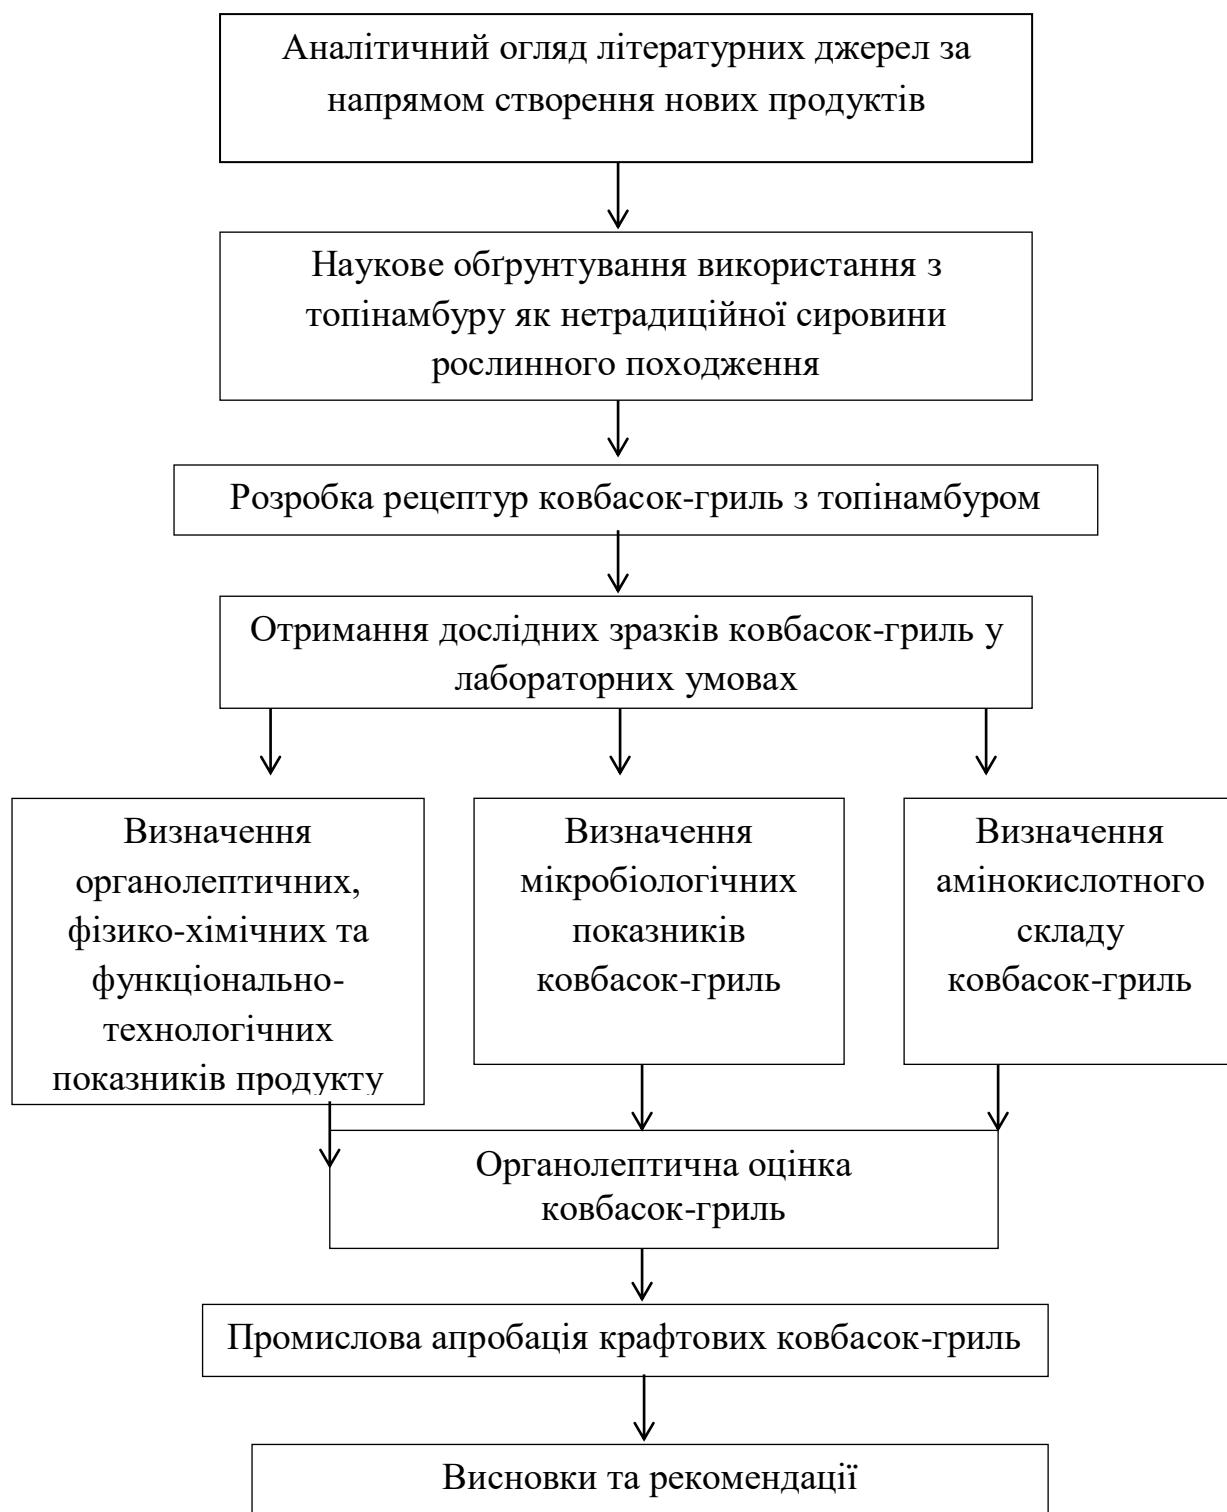 Аналітичний огляд літературних джерел за
напрямом створення нових продуктів
Наукове обґрунтування використання з
топінамбуру як нетрадиційної сировини
рослинного походження
Розробка рецептур ковбасок-гриль з топінамбуром
Отримання дослідних зразків ковбасок-гриль у
лабораторних умовах
Визначення
органолептичних,
фізико-хімічних та
функціонально-
технологічних
показників продукту
Визначення
мікробіологічних
показників
ковбасок-гриль
Визначення
амінокислотного
складу
ковбасок-гриль
Органолептична оцінка
ковбасок-гриль
Промислова апробація крафтових ковбасок-гриль
Висновки та рекомендації